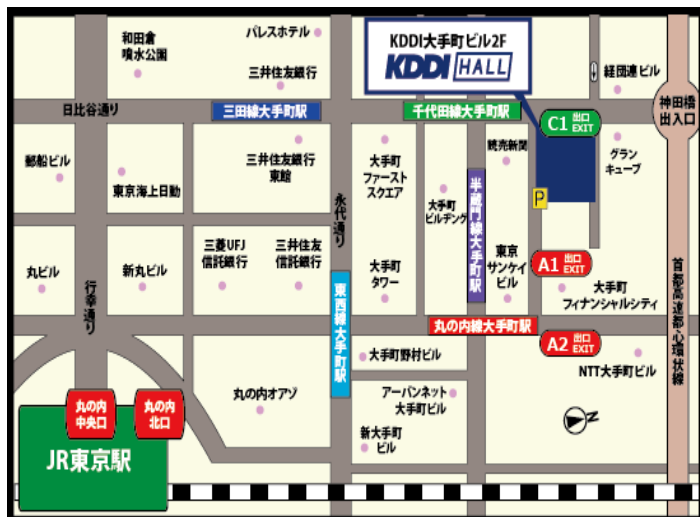 和田倉
噴水公園
パレスホテル
三井住友銀行
KDDI大手町ビル2F
KDDI HALL
経団連ビル
神田橋
出入口
日比谷通り
三田線大手町駅
千代田線大手町駅
C1 出口
EXIT
郵船ビル
東京海上日動
三井住友銀行
東館
永代通り
大手町
ファースト
スクエア
大手町
ビルヂング
半蔵門線大手町駅
読売新聞
P
グラン
キューブ
丸ビル
行幸通り
新丸ビル
三菱UFJ
信託銀行
三井住友
信託銀行
東西線大手町駅
大手町
タワー
東京
サンケイ
ビル
A1 出口
EXIT
大手町
フィナンシャルシティ
首都高速都心環状線
丸の内線大手町駅
A2 出口
EXIT
大手町野村ビル
NTT大手町ビル
丸の内オアゾ
アーバンネット
大手町ビル
新大手町
ビル
N
丸の内
中央口
丸の内
北口
JR東京駅